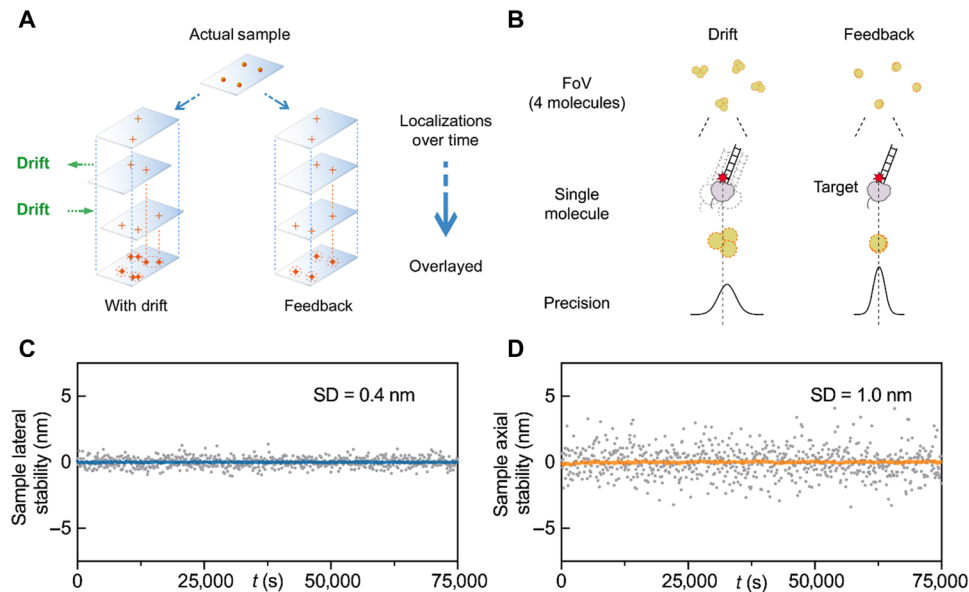 A
Actual sample
Localizations
over time
Drift
Drift
Overlayed
With drift
Feedback
B
Drift
Feedback
FoV
(4 molecules)
Single
molecule
Target
Precision
C
Sample lateral
stability (nm)
5
0
–5
SD = 0.4 nm
0
25,000
t (s)
50,000
75,000
D
Sample axial
stability (nm)
5
0
–5
SD = 1.0 nm
0
25,000
t (s)
50,000
75,000